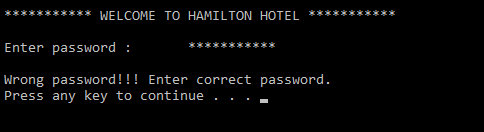 *********** WELCOME TO HAMILTON HOTEL ***********
Enter password :       ***********
Wrong password!!! Enter correct password.
Press any key to continue . . .